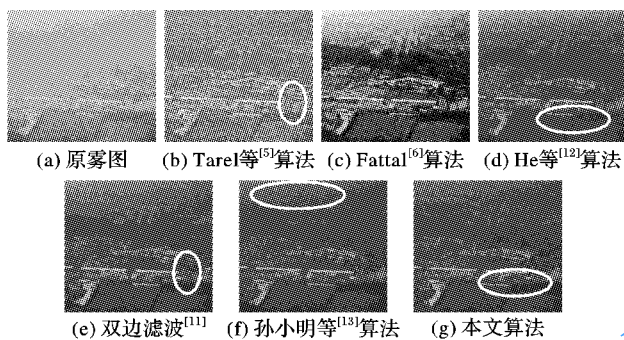 (a) 原雾图 (b) Tarel等[5]算法 (c) Fattal[6]算法 (d) He等[12]算法
(e) 双边滤波[11] (f) 孙小明等[13]算法 (g) 本文算法